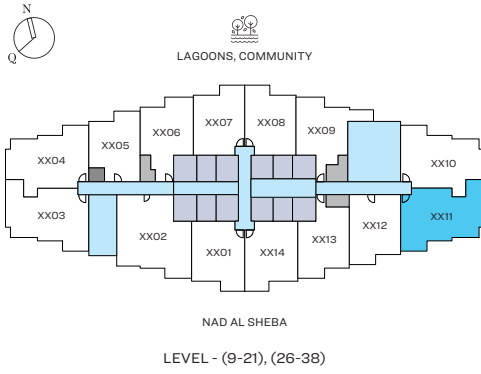 N
Q
LAGOONS, COMMUNITY
XX07 XX08
XX06 XX09
XX05
XX04 XX10
XX03 XX11
XX02 XX12
XX13
XX01 XX14
NAD AL SHEBA
LEVEL - (9-21), (26-38)